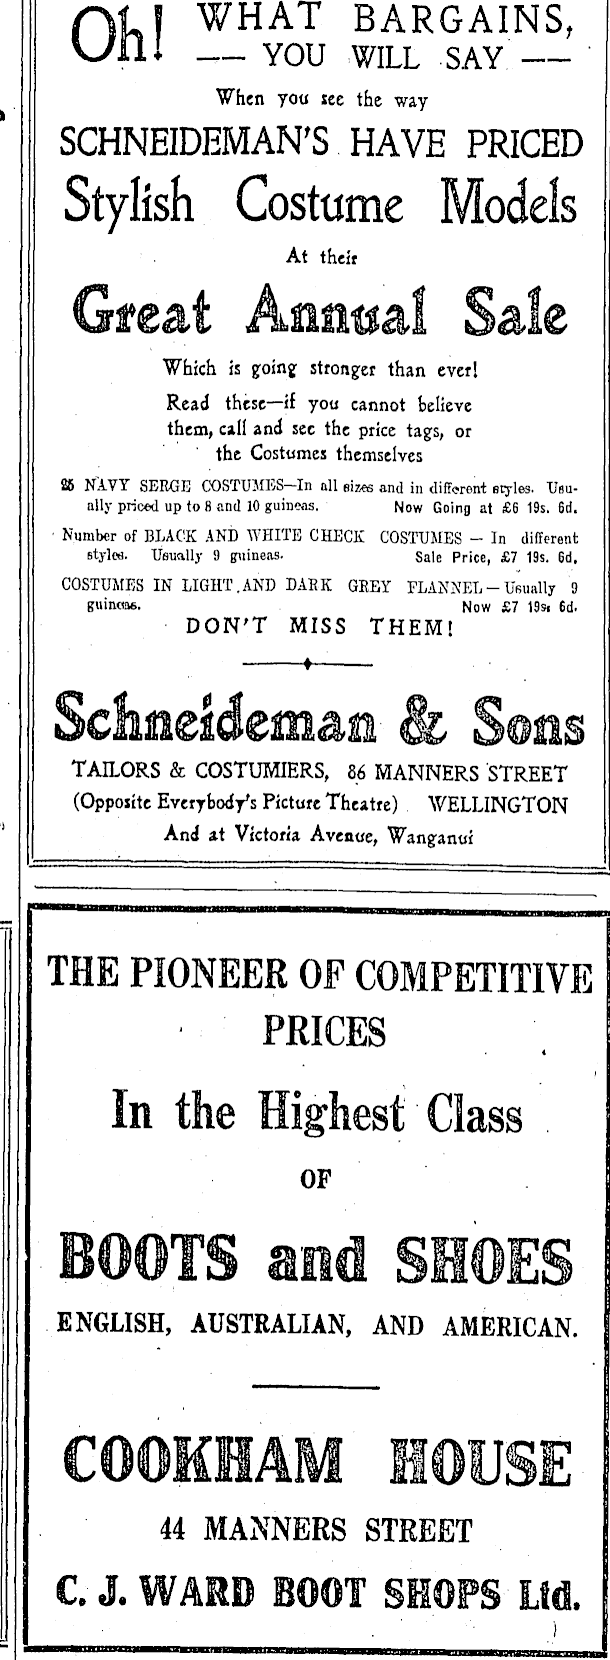 Oh! WHAT BARGAINS,
— YOU WILL SAY —
When you see the way
SCHNEIDEMAN'S HAVE PRICED
Stylish Costume Models
At their
Great Annual Sale
Which is going stronger than ever!
Read these—if you cannot believe
them, call and see the price tags, or
the Costumes themselves
25 NAVY SERGE COSTUMES—In all sizes and in different styles. Usu-
ally priced up to 8 and 10 guineas. Now Going at £6 19s. 6d.
Number of BLACK AND WHITE CHECK COSTUMES — In different
styles. Usually 9 guineas. Sale Price, £7 19s. 6d.
COSTUMES IN LIGHT AND DARK GREY FLANNEL — Usually 9
guineas. Now £7 19s. 6d.
DON'T MISS THEM!
Schneideman & Sons
TAILORS & COSTUMIERS, 86 MANNERS STREET
(Opposite Everybody's Picture Theatre) WELLINGTON
And at Victoria Avenue, Wanganui
THE PIONEER OF COMPETITIVE
PRICES
In the Highest Class
OF
BOOTS and SHOES
ENGLISH, AUSTRALIAN, AND AMERICAN.
COOKHAM HOUSE
44 MANNERS STREET
C. J. WARD BOOT SHOPS Ltd.